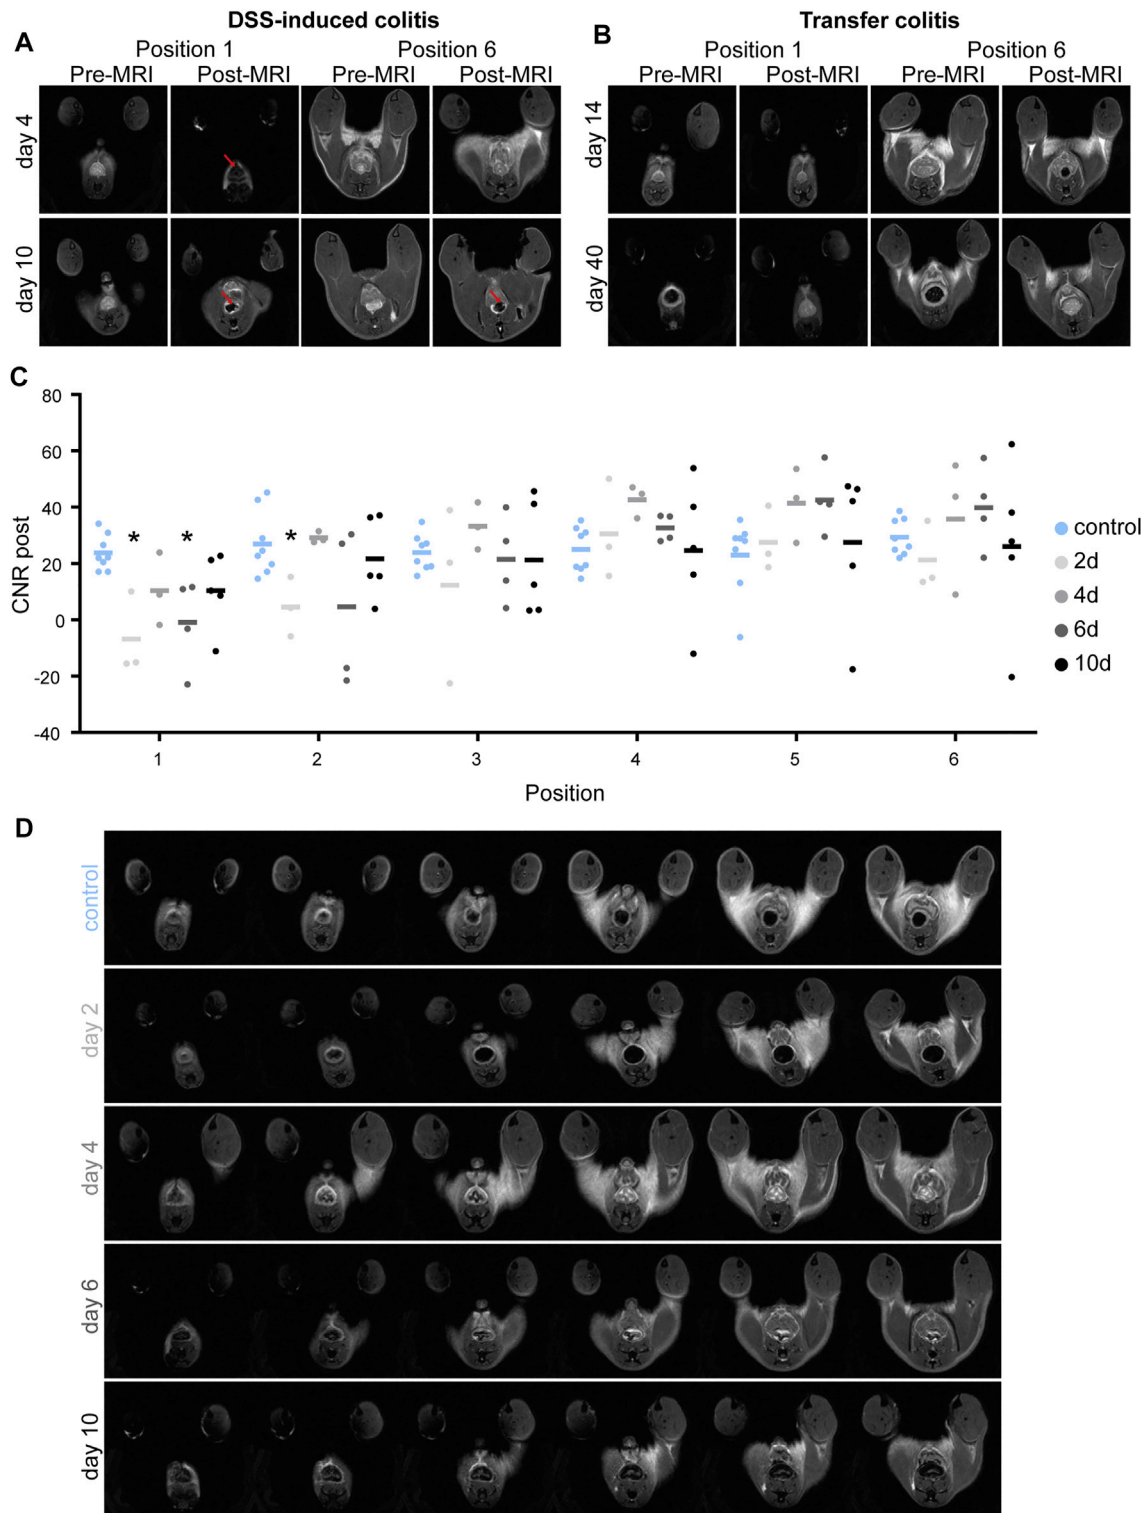 DSS-induced colitis
Transfer colitis
A
B
Position 1
Position 6
Position 1
Position 6
Pre-MRI
Post-MRI
Pre-MRI
Post-MRI
Pre-MRI
Post-MRI
Pre-MRI
Post-MRI
day 4
day 14
day 10
day 40
C
80
60
40
20
0
-20
-40
CNR post
*
*
*
1
2
3
4
5
6
Position
control
2d
4d
6d
10d
D
control
day 2
day 4
day 6
day 10